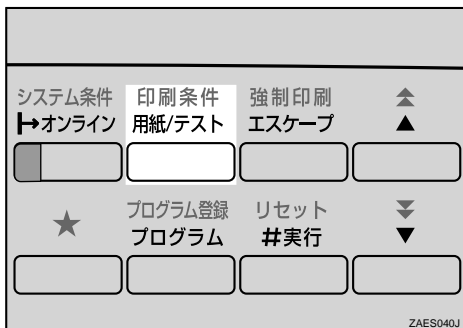 システム条件 印刷条件 強制印刷
オンライン 用紙/テスト エスケープ ▲
★ プログラム登録 リセット
プログラム #実行 ▼
ZAES040J